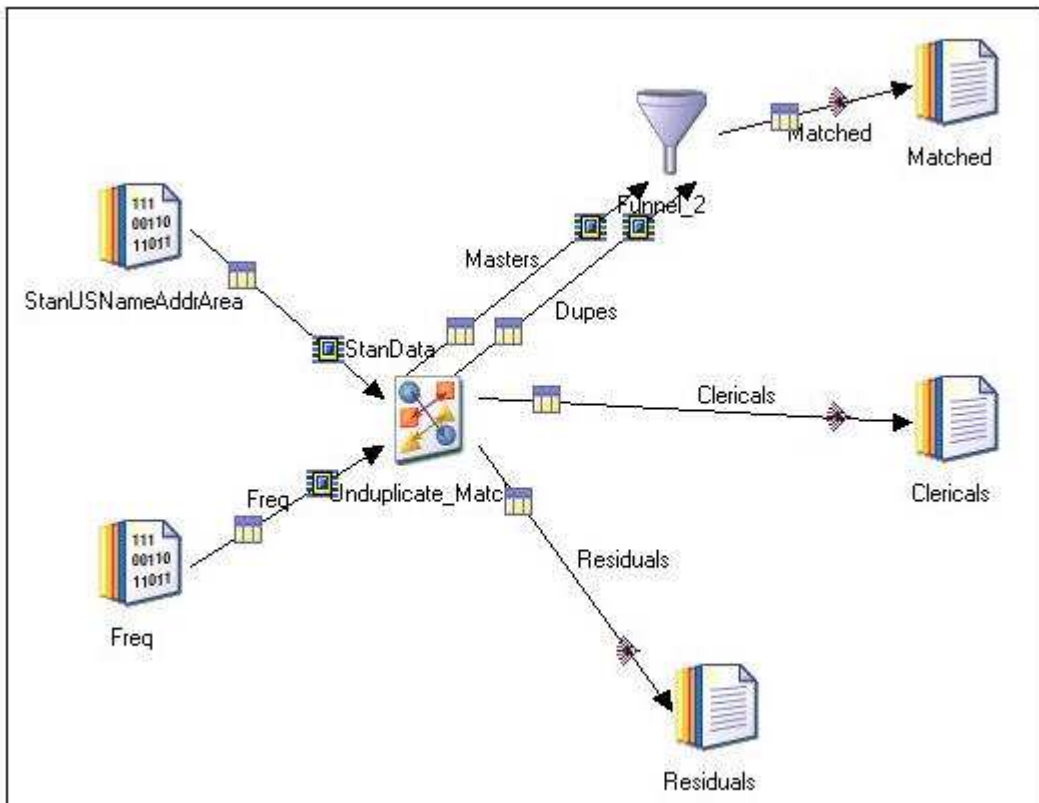 Matched
Matched
Funnel_2
111
00110
11011
StanUSNameAddrArea
Masters
Dupes
StanData
Clericals
Clericals
Freq
Unduplicate_Matc
111
00110
11011
Freq
Residuals
Residuals